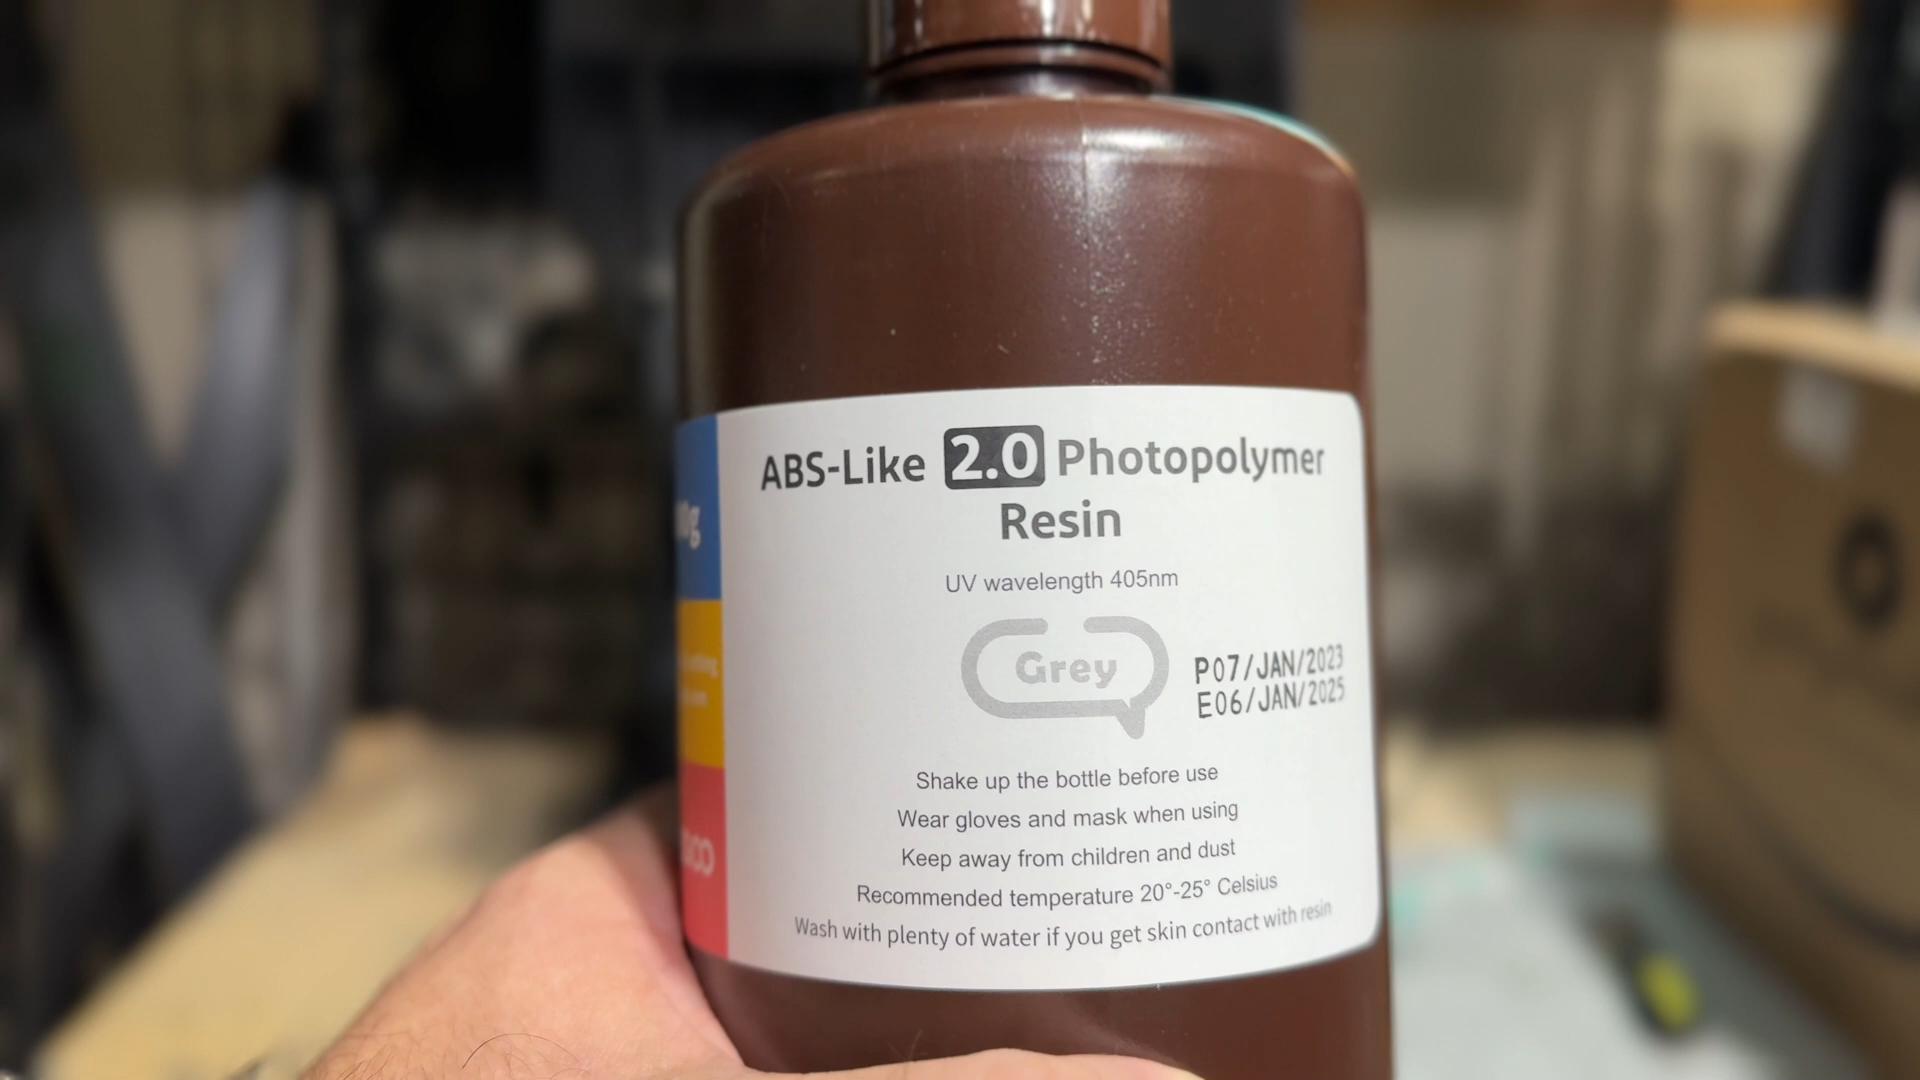 ABS-Like 2.0 Photopolymer
Resin
UV wavelength 405nm
Grey
P07/JAN/2023
E06/JAN/2025
Shake up the bottle before use
Wear gloves and mask when using
Keep away from children and dust
Recommended temperature 20°-25° Celsius
Wash with plenty of water if you get skin contact with resin